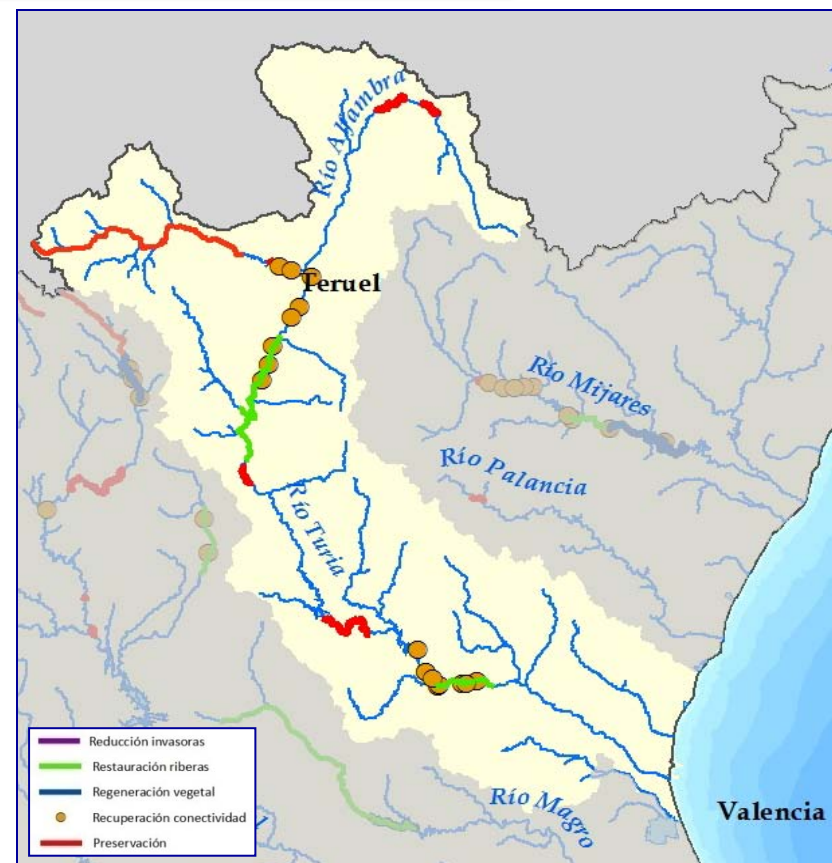 Río Alfambra
Teruel
Río Mijares
Río Palancia
Río Turia
Reducción invasoras
Restauración riberas
Regeneración vegetal
Recuperación conectividad
Preservación
Río Magro
Valencia